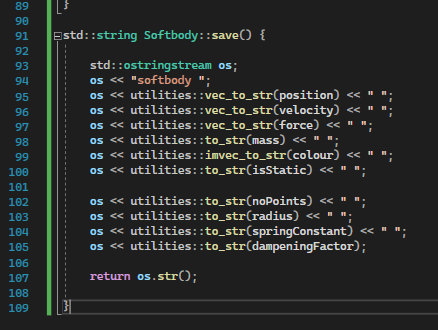 89 }
90
91 std::string Softbody::save() {
92
93 std::ostringstream os;
94 os << "softbody ";
95 os << utilities::vec_to_str(position) << " ";
96 os << utilities::vec_to_str(velocity) << " ";
97 os << utilities::vec_to_str(force) << " ";
98 os << utilities::to_str(mass) << " ";
99 os << utilities::imvec_to_str(colour) << " ";
100 os << utilities::to_str(isStatic) << " ";
101
102 os << utilities::to_str(noPoints) << " ";
103 os << utilities::to_str(radius) << " ";
104 os << utilities::to_str(springConstant) << " ";
105 os << utilities::to_str(dampeningFactor);
106
107 return os.str();
108
109 }